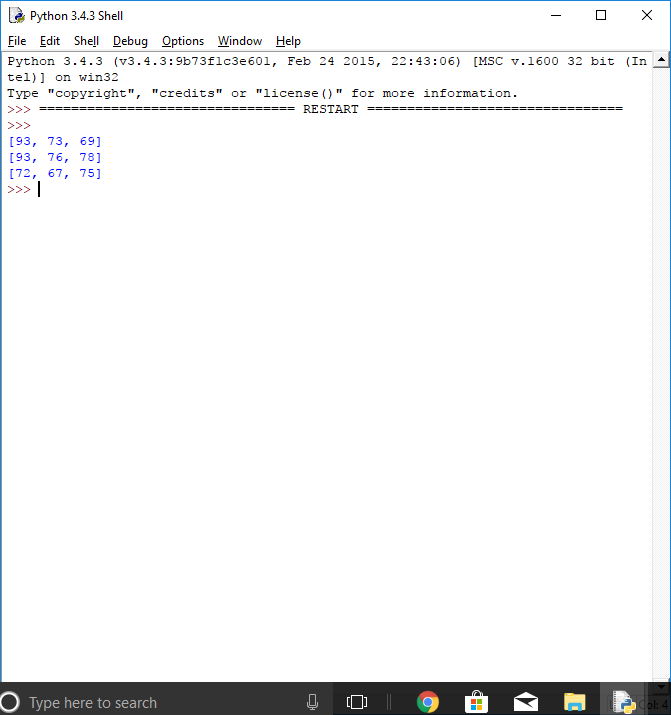 Python 3.4.3 Shell
File Edit Shell Debug Options Window Help
Python 3.4.3 (v3.4.3:9b73f1c3e601, Feb 24 2015, 22:43:06) [MSC v.1600 32 bit (In
tel)] on win32
Type "copyright", "credits" or "license()" for more information.
>>> ================================ RESTART ================================
>>>
[93, 73, 69]
[93, 76, 78]
[72, 67, 75]
>>>
Type here to search
Col: 4